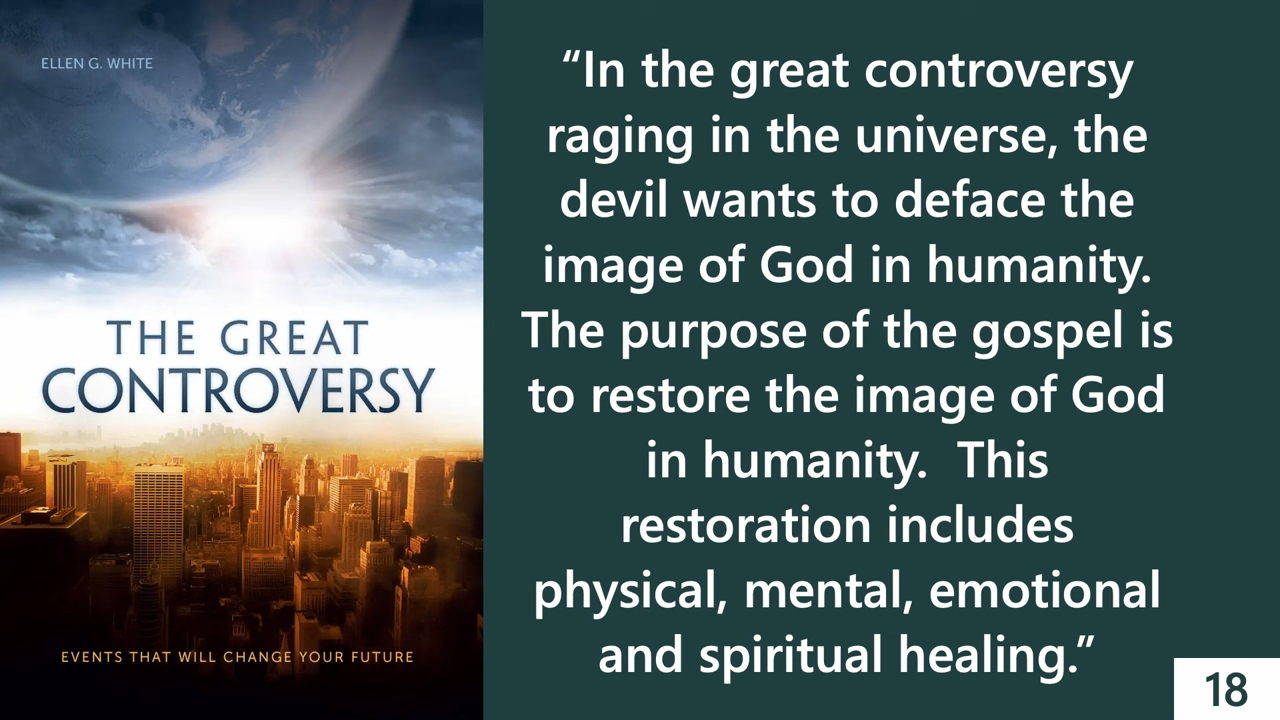 ELLEN G. WHITE
THE GREAT
CONTROVERSY
EVENTS THAT WILL CHANGE YOUR FUTURE
“In the great controversy
raging in the universe, the
devil wants to deface the
image of God in humanity.
The purpose of the gospel is
to restore the image of God
in humanity.  This
restoration includes
physical, mental, emotional
and spiritual healing.”
18